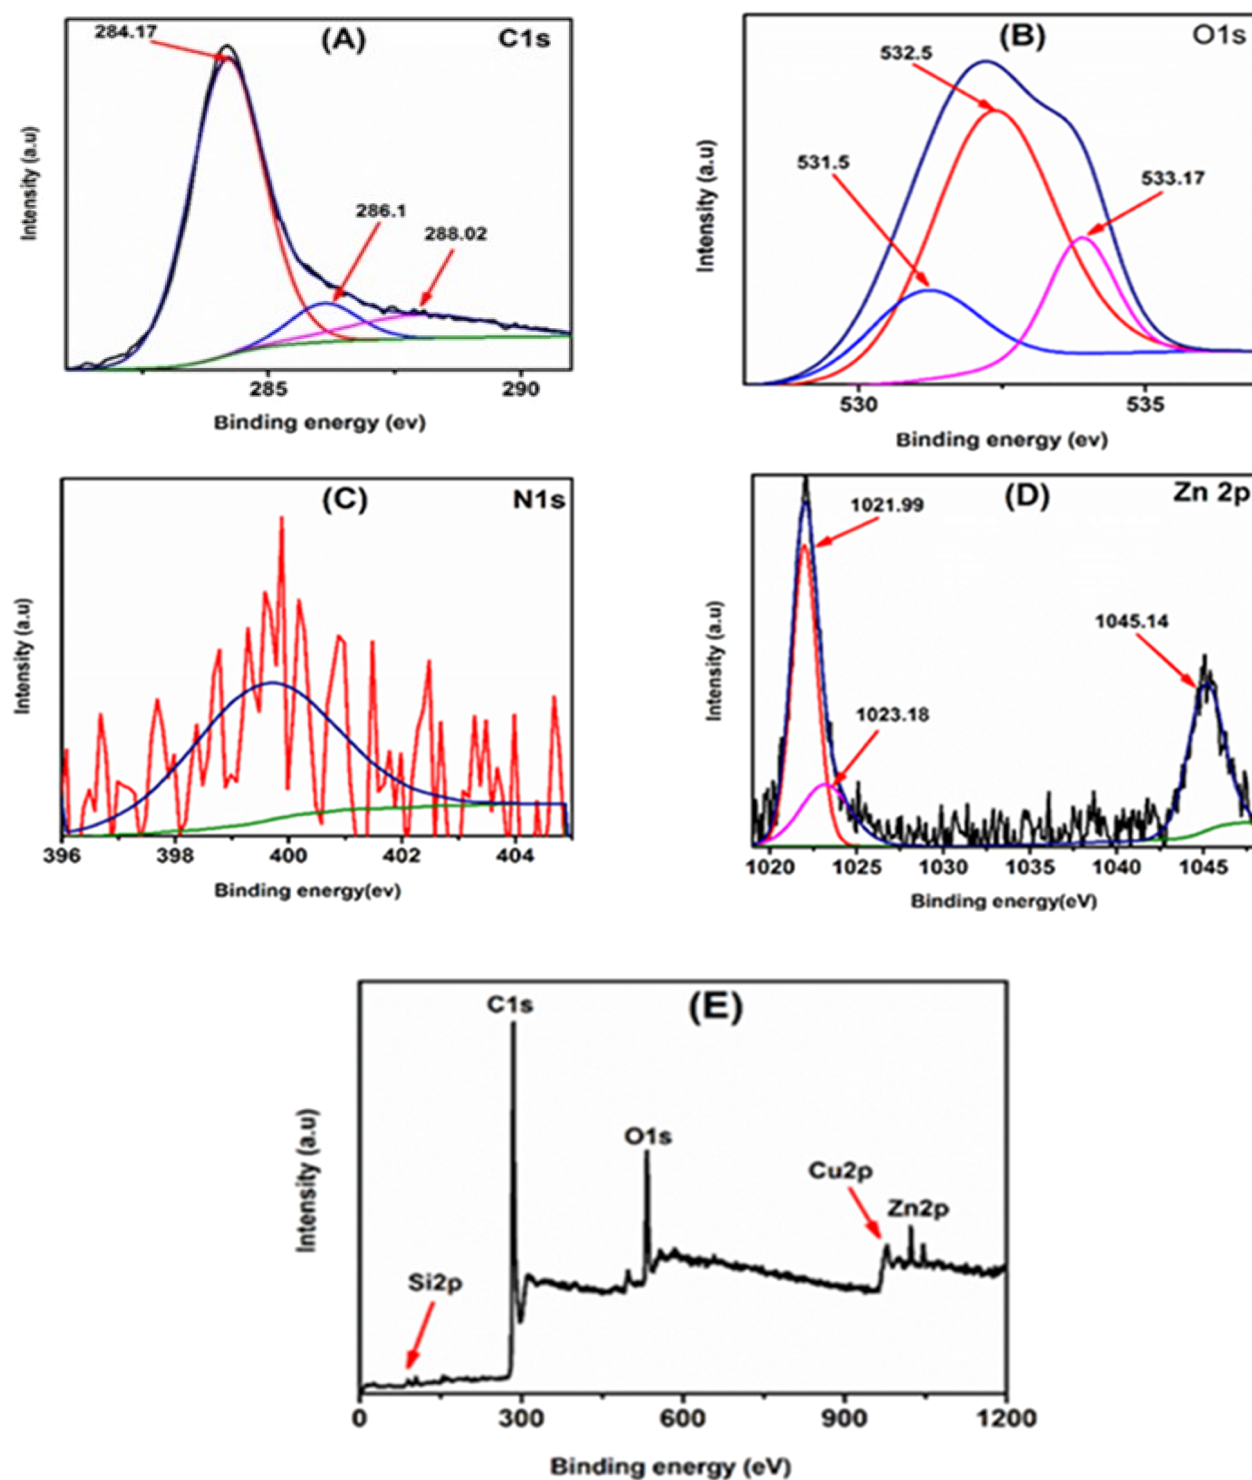 (A)
C1s
284.17
286.1
288.02
Intensity (a.u)
285
290
Binding energy (ev)
(B)
O1s
532.5
531.5
533.17
Intensity (a.u)
530
535
Binding energy (ev)
(C)
N1s
Intensity (a.u)
396
398
400
402
404
Binding energy(ev)
(D)
Zn 2p
1021.99
1045.14
1023.18
Intensity (a.u)
1020
1025
1030
1035
1040
1045
Binding energy(eV)
(E)
C1s
O1s
Cu2p
Zn2p
Si2p
Intensity (a.u)
0
300
600
900
1200
Binding energy (eV)